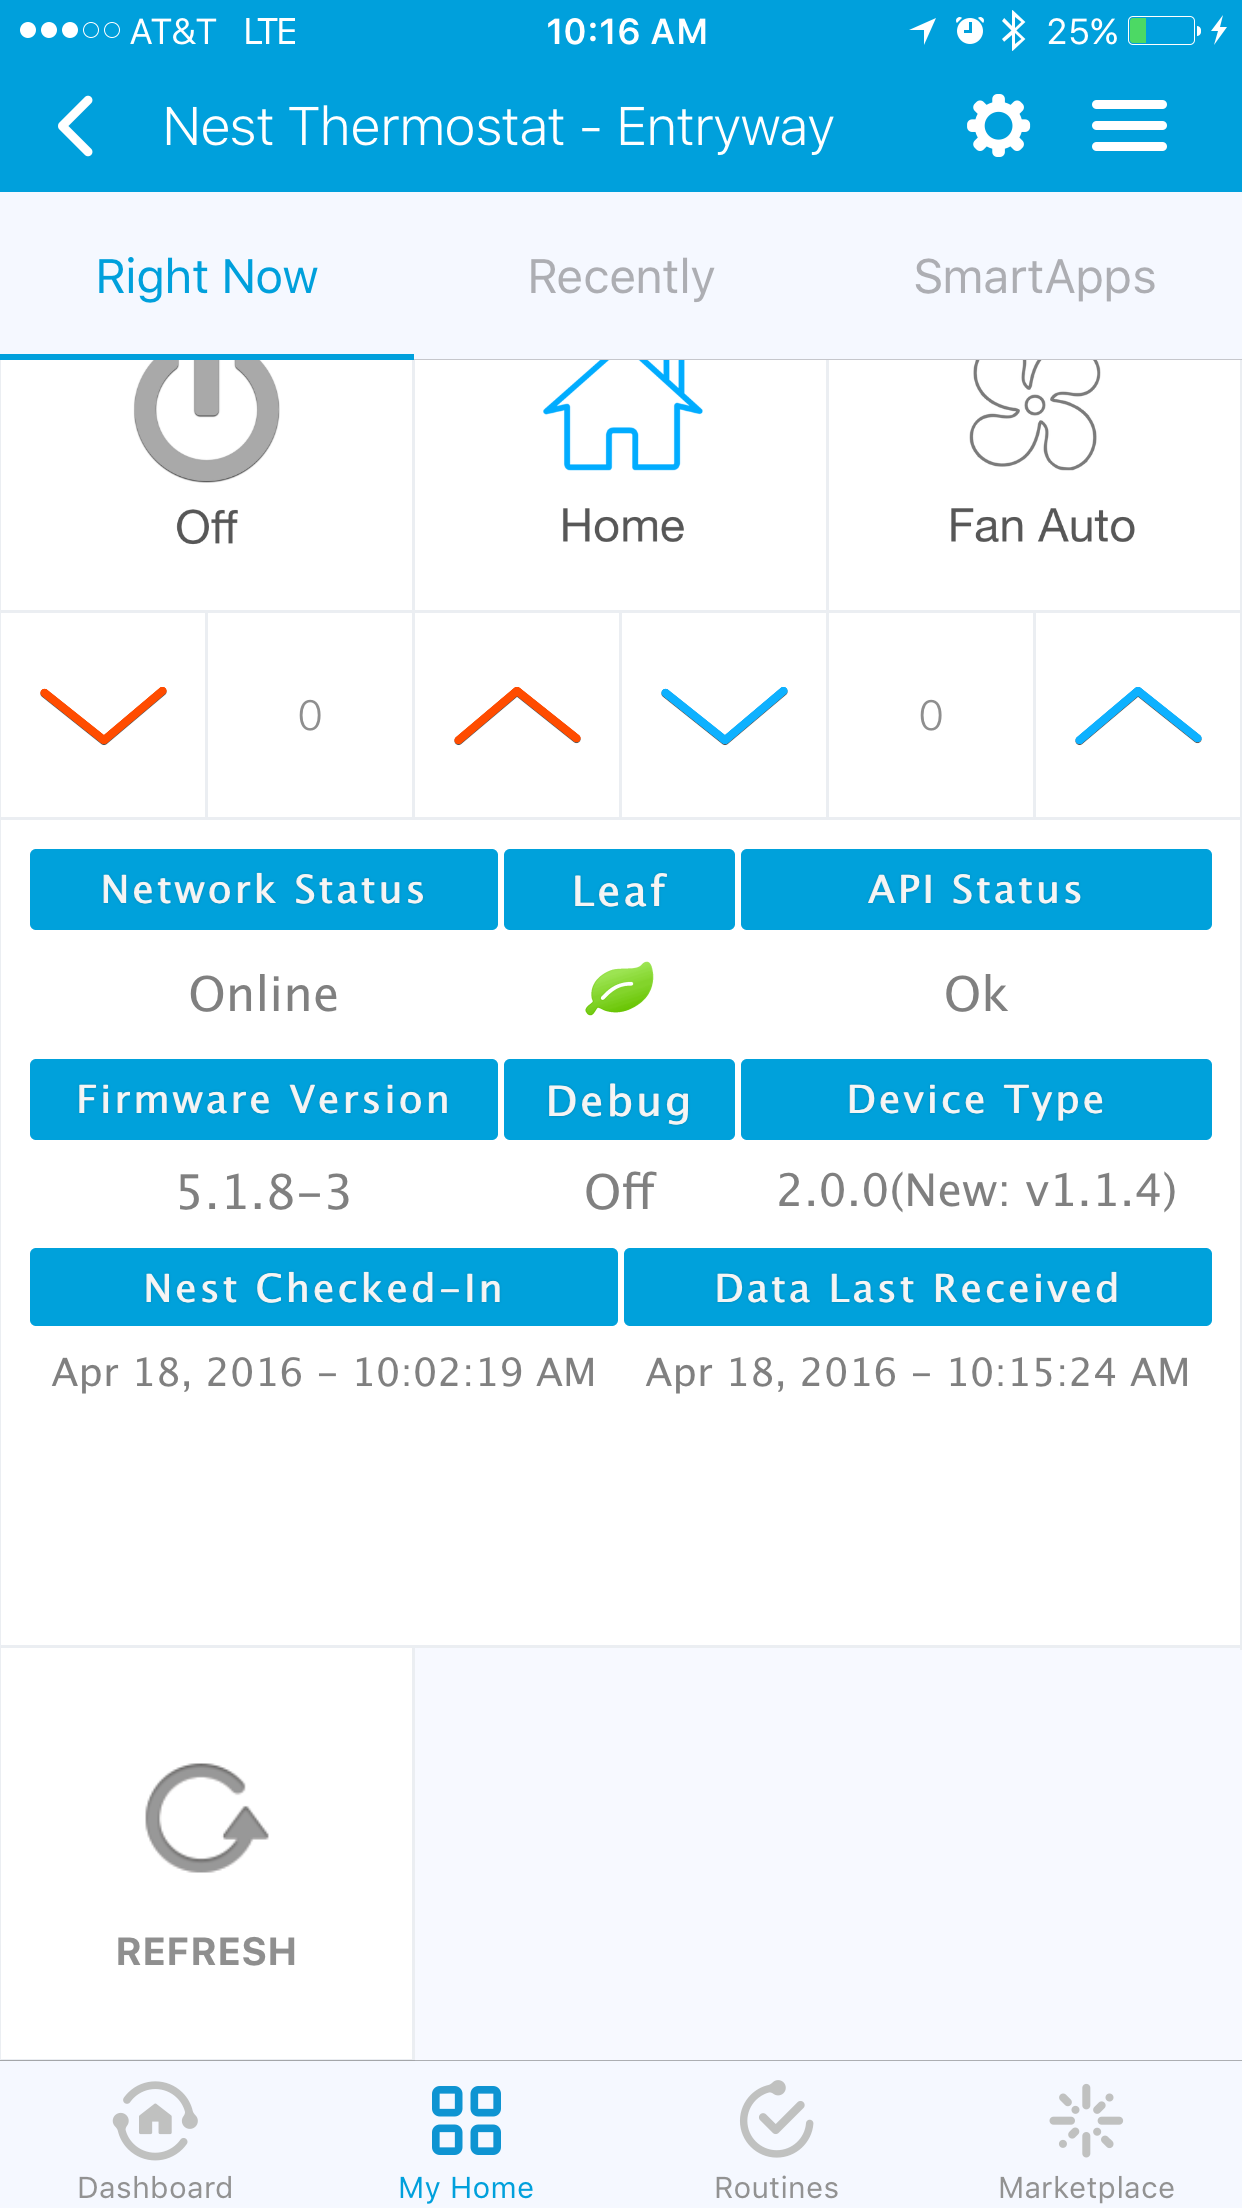 AT&T LTE 10:16 AM 25%
Nest Thermostat - Entryway
Right Now Recently SmartApps
Off Home Fan Auto
0 0
Network Status Leaf API Status
Online Ok
Firmware Version Debug Device Type
5.1.8-3 Off 2.0.0(New: v1.1.4)
Nest Checked-In Data Last Received
Apr 18, 2016 - 10:02:19 AM Apr 18, 2016 - 10:15:24 AM
REFRESH
Dashboard My Home Routines Marketplace